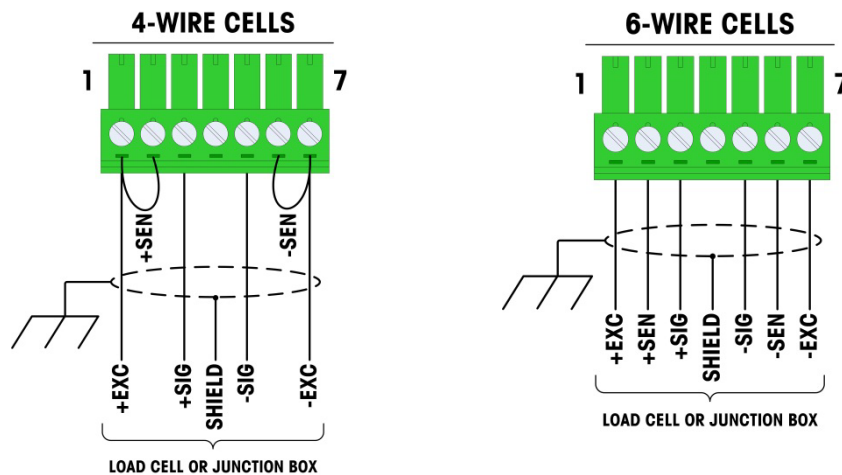 4-WIRE CELLS
1
7
+SEN
-SEN
+EXC
+SIG
SHIELD
-SIG
-EXC
LOAD CELL OR JUNCTION BOX
6-WIRE CELLS
1
7
+EXC
+SEN
+SIG
SHIELD
-SIG
-SEN
-EXC
LOAD CELL OR JUNCTION BOX